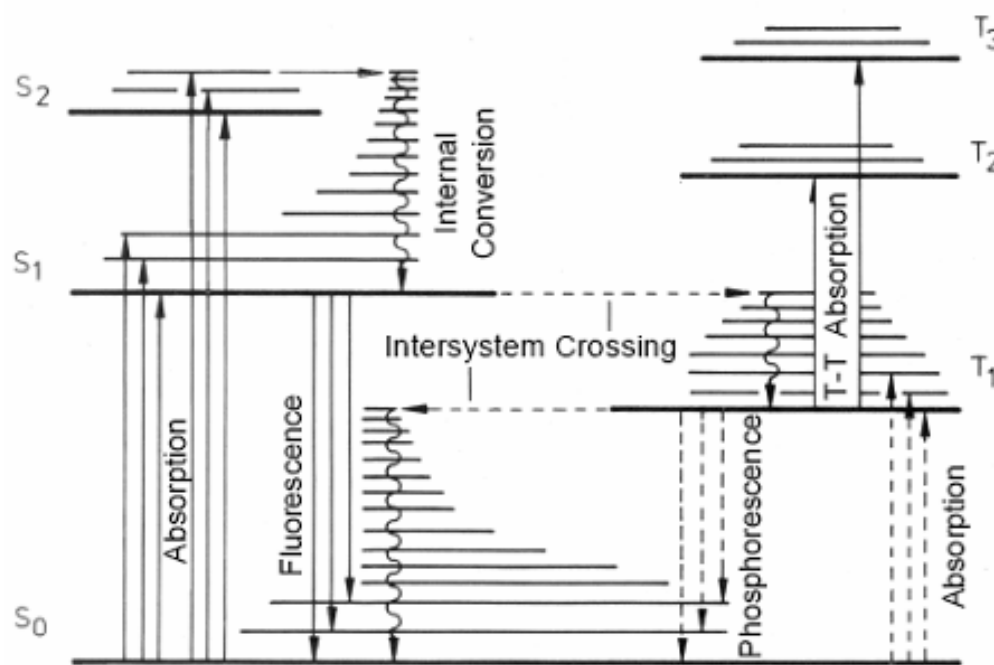 T3
S2
Internal Conversion
T2
S1
T-T Absorption
Intersystem Crossing
T1
Absorption
Fluorescence
Phosphorescence
Absorption
S0